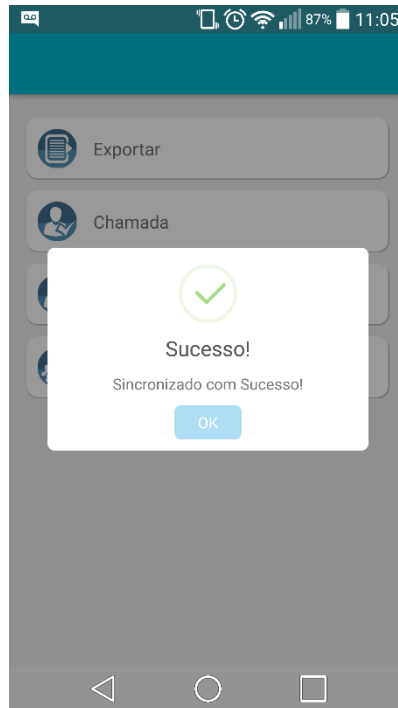 87% 11:05
Exportar
Chamada
Sucesso!
Sincronizado com Sucesso!
OK